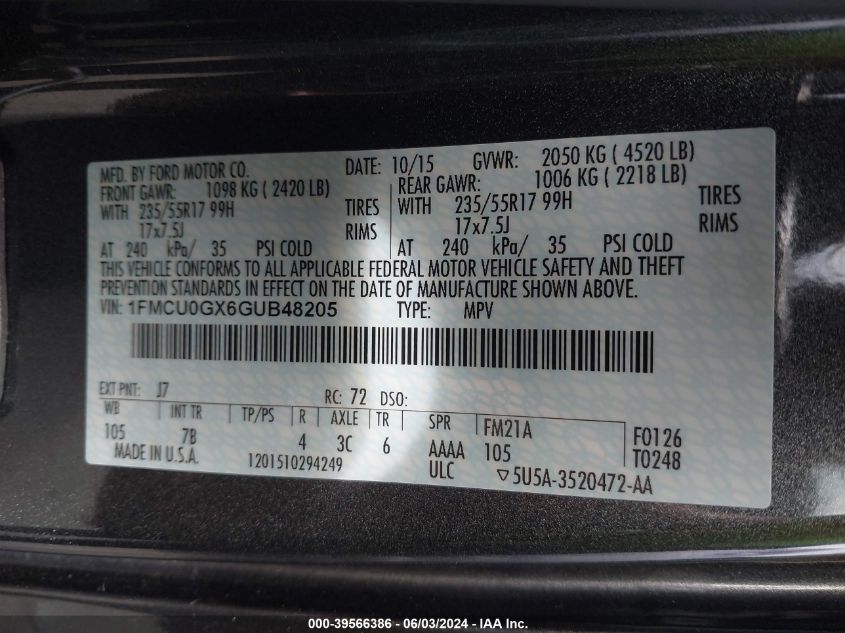 MFD. BY FORD MOTOR CO. DATE: 10/15 GVWR: 2050 KG ( 4520 LB)
FRONT GAWR: 1098 KG ( 2420 LB) REAR GAWR: 1006 KG ( 2218 LB)
WITH 235/55R17 99H TIRES WITH 235/55R17 99H TIRES
17x7.5J RIMS 17x7.5J RIMS
AT 240 kPa/ 35 PSI COLD AT 240 kPa/ 35 PSI COLD
THIS VEHICLE CONFORMS TO ALL APPLICABLE FEDERAL MOTOR VEHICLE SAFETY AND THEFT
PREVENTION STANDARDS IN EFFECT ON THE DATE OF MANUFACTURE SHOWN ABOVE.
VIN: 1FMCU0GX6GUB48205 TYPE: MPV
EXT PNT: J7 RC: 72 DSO:
WB INT TR TP/PS R AXLE TR SPR FM21A F0126
105 7B 4 3C 6 AAAA 105 T0248
MADE IN U.S.A. 1201510294249 ULC ▽5U5A-3520472-AA
000-39566386 - 06/03/2024 - IAA Inc.